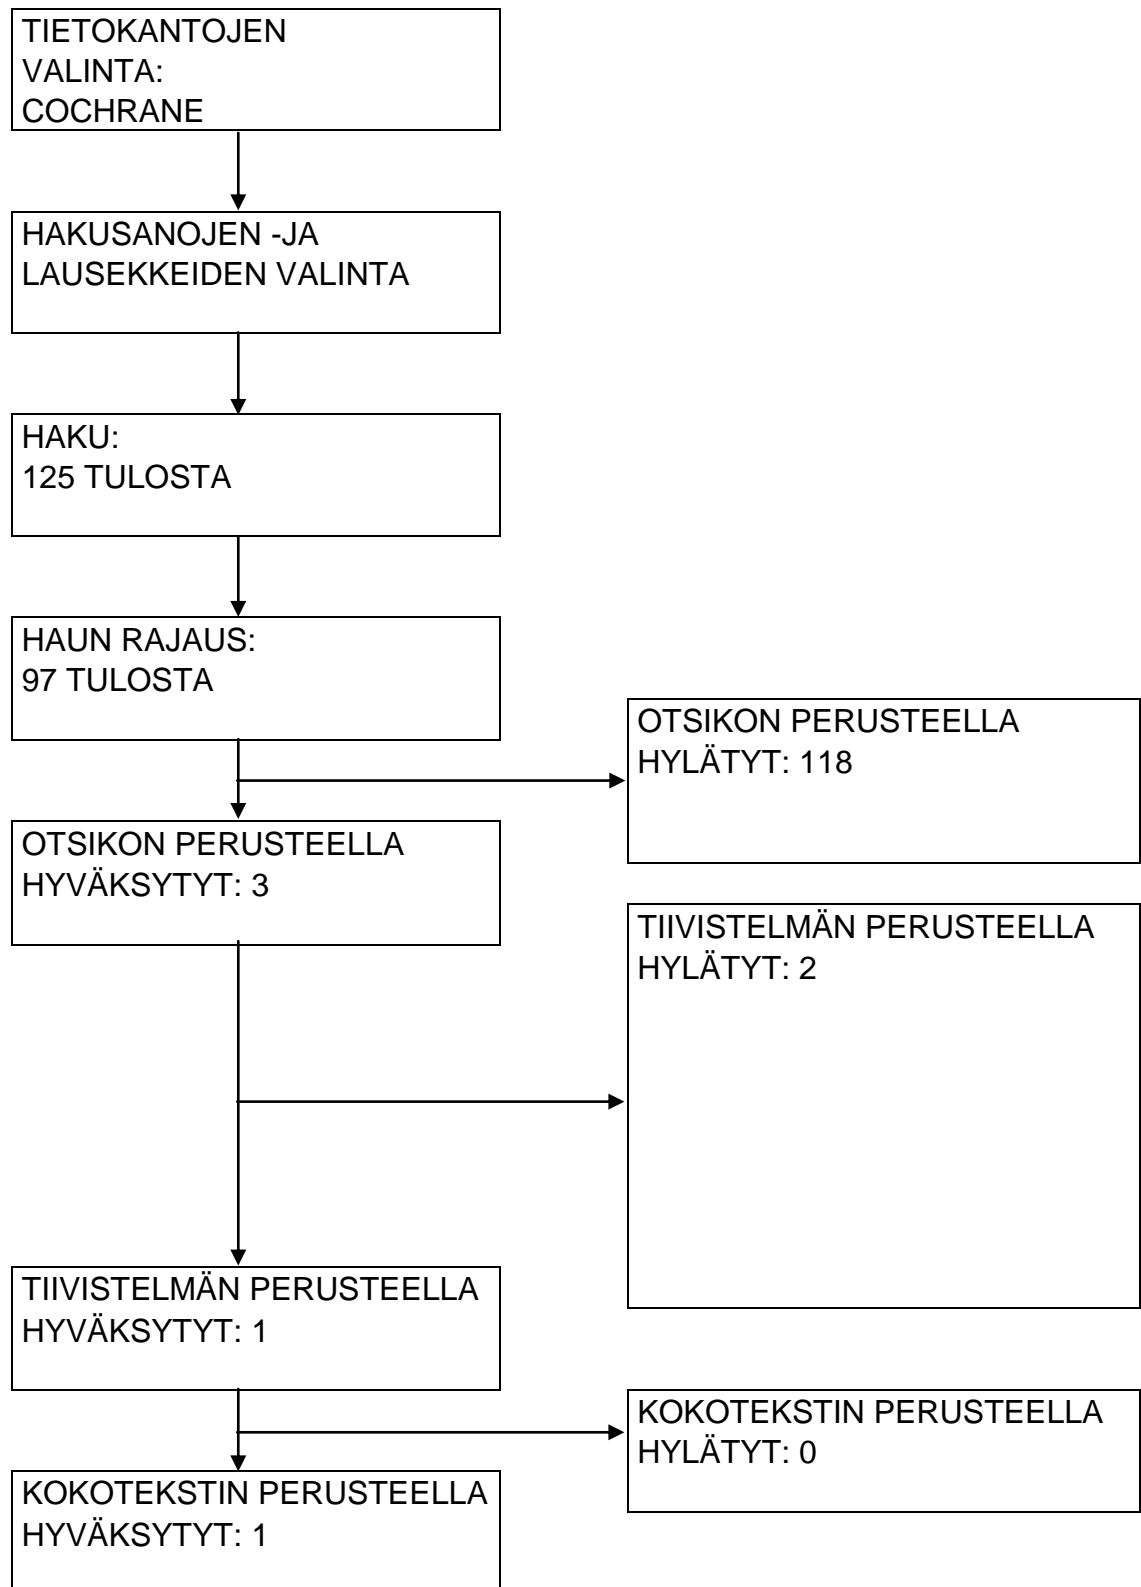 TIETOKANTOJEN
VALINTA:
COCHRANE
HAKUSANOJEN -JA
LAUSEKKEIDEN VALINTA
HAKU:
125 TULOSTA
HAUN RAJAUS:
97 TULOSTA
OTSIKON PERUSTEELLA
HYLÄTYT: 118
OTSIKON PERUSTEELLA
HYVÄKSYTYT: 3
TIIVISTELMÄN PERUSTEELLA
HYLÄTYT: 2
TIIVISTELMÄN PERUSTEELLA
HYVÄKSYTYT: 1
KOKOTEKSTIN PERUSTEELLA
HYLÄTYT: 0
KOKOTEKSTIN PERUSTEELLA
HYVÄKSYTYT: 1